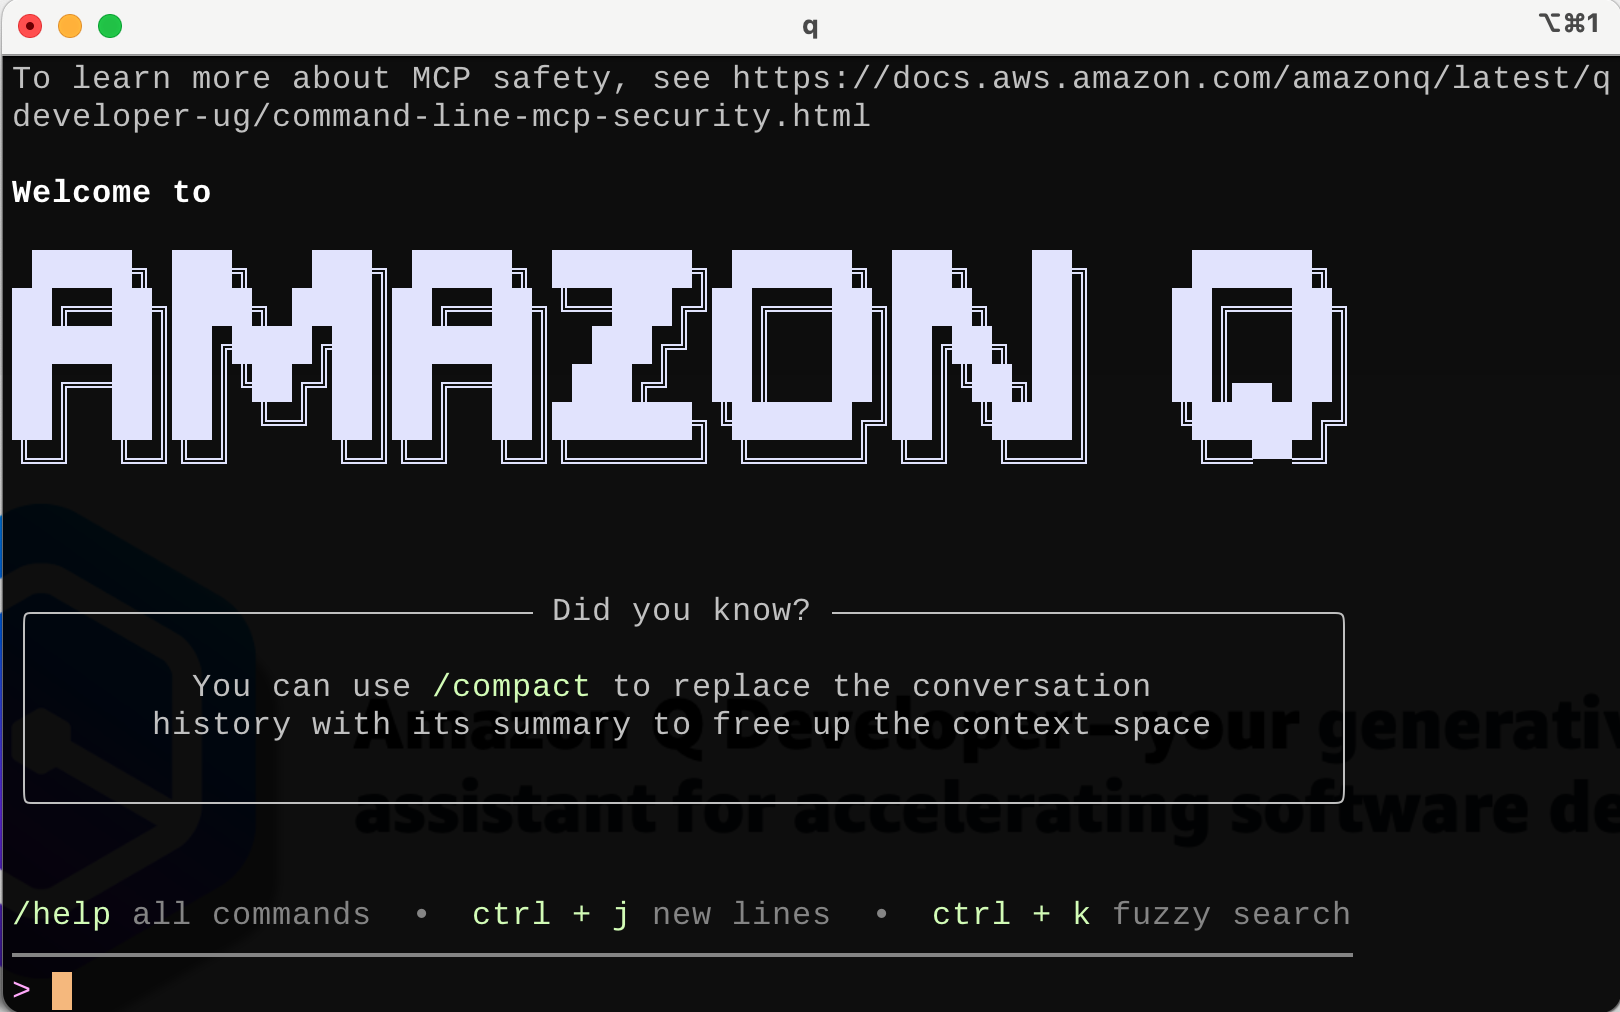 q
⌥⌘1
To learn more about MCP safety, see https://docs.aws.amazon.com/amazonq/latest/q
developer-ug/command-line-mcp-security.html
Welcome to
AMAZON Q
Did you know?
You can use /compact to replace the conversation
history with its summary to free up the context space
Amazon Q Developer – your generativ
assistant for accelerating software de
/help all commands • ctrl + j new lines • ctrl + k fuzzy search
>